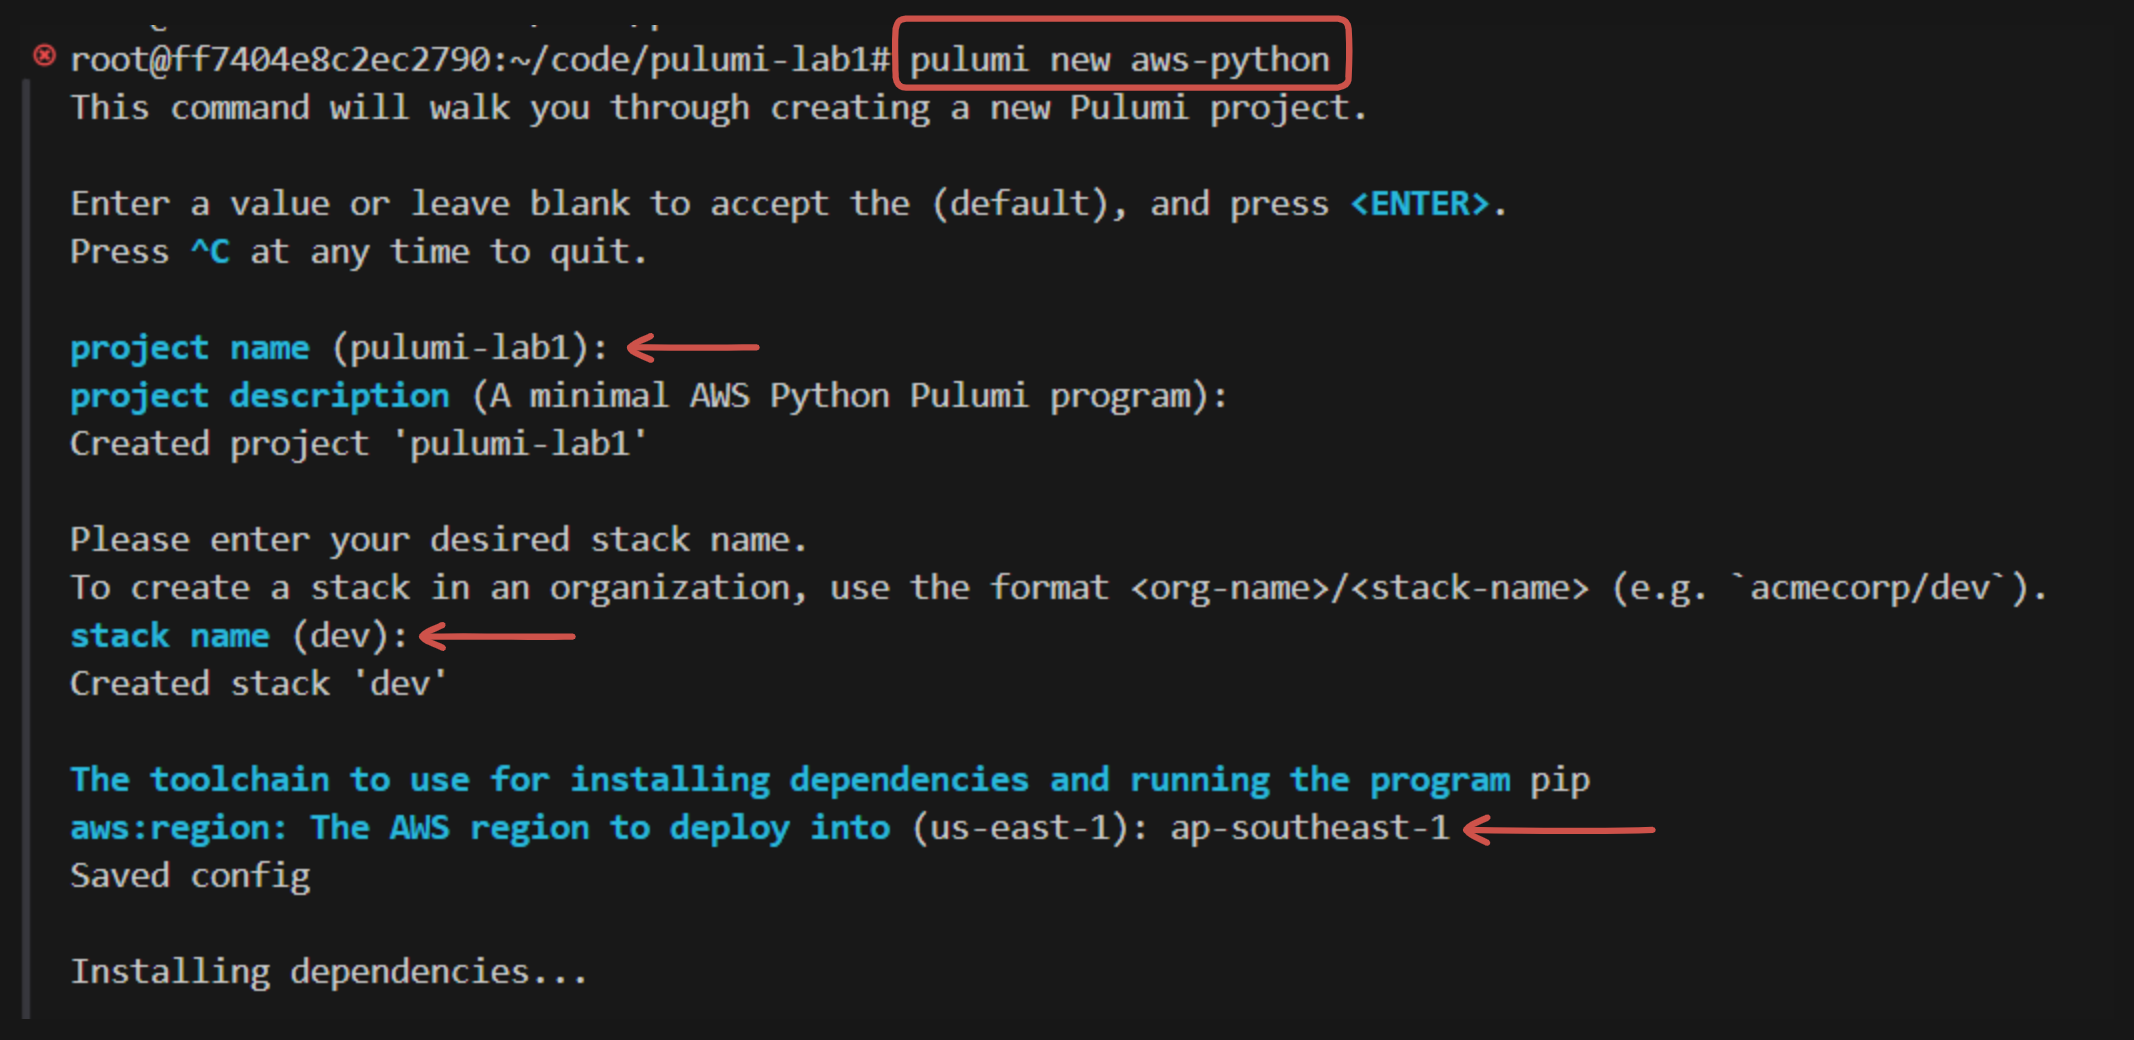 root@ff7404e8c2ec2790:~/code/pulumi-lab1# pulumi new aws-python
This command will walk you through creating a new Pulumi project.
Enter a value or leave blank to accept the (default), and press <ENTER>.
Press ^C at any time to quit.
project name (pulumi-lab1):
project description (A minimal AWS Python Pulumi program):
Created project 'pulumi-lab1'
Please enter your desired stack name.
To create a stack in an organization, use the format <org-name>/<stack-name> (e.g. `acmecorp/dev`).
stack name (dev):
Created stack 'dev'
The toolchain to use for installing dependencies and running the program pip
aws:region: The AWS region to deploy into (us-east-1): ap-southeast-1
Saved config
Installing dependencies...